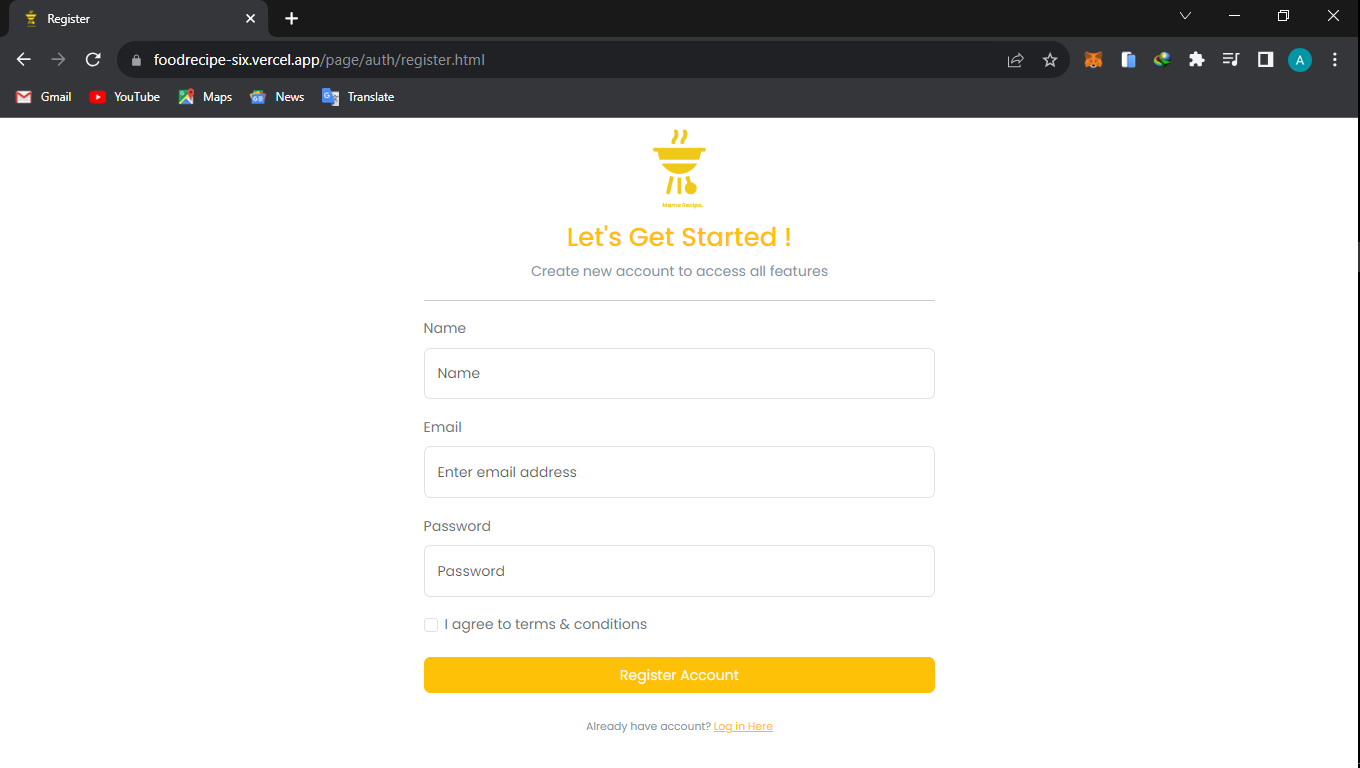 Register
foodrecipe-six.vercel.app/page/auth/register.html
A
Gmail YouTube Maps News Translate
Mama Recipe.
Let's Get Started !
Create new account to access all features
Name
Name
Email
Enter email address
Password
Password
I agree to terms & conditions
Register Account
Already have account? Log in Here